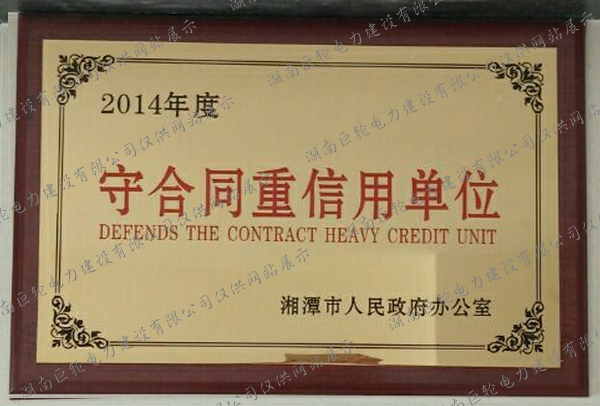 2014年度
守合同重信用单位
DEFENDS THE CONTRACT HEAVY CREDIT UNIT
湘潭市人民政府办公室
湖南巨轮电力建设有限公司仅供网站展示